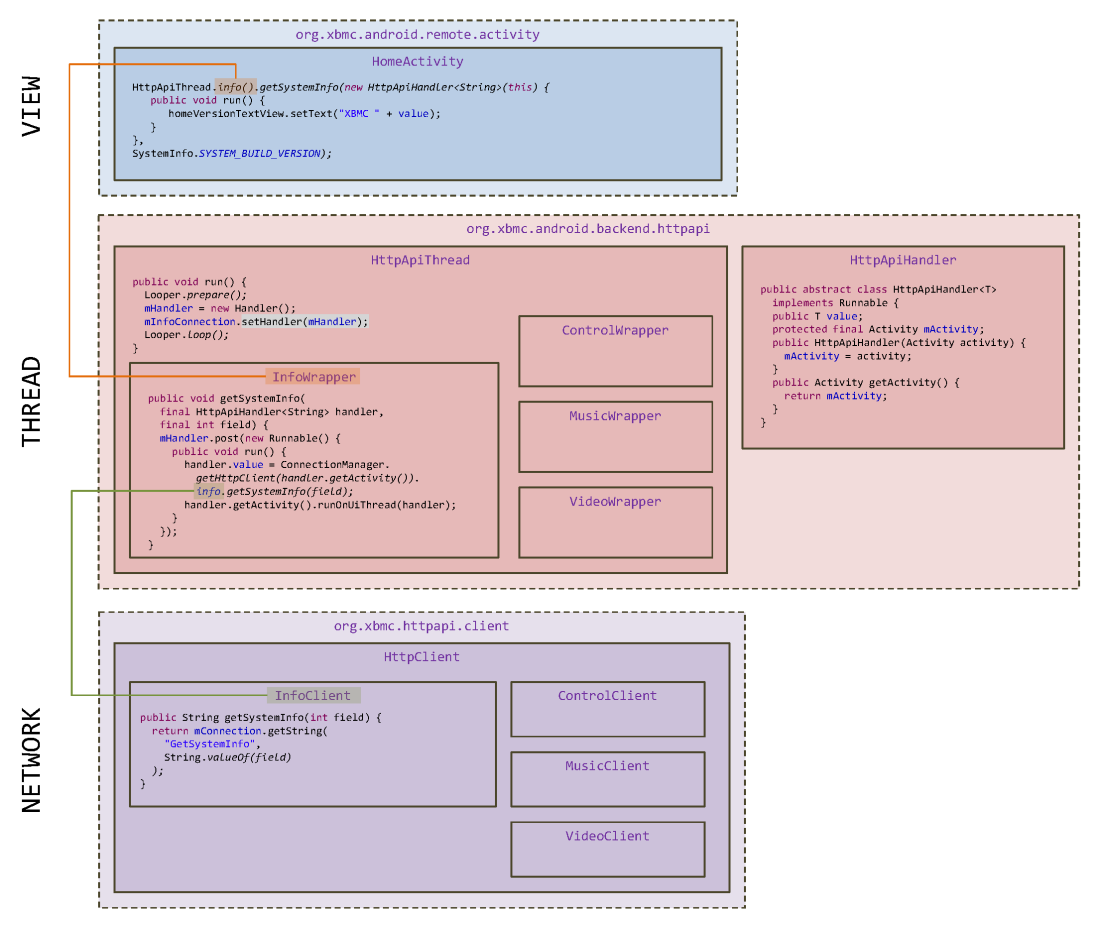 VIEW
org.xbmc.android.remote.activity
HomeActivity
HttpApiThread.info().getSystemInfo(new HttpApiHandler<String>(this) {
public void run() {
homeVersionTextView.setText("XBMC " + value);
}
},
SystemInfo.SYSTEM_BUILD_VERSION);
THREAD
org.xbmc.android.backend.httpapi
HttpApiThread
public void run() {
Looper.prepare();
mHandler = new Handler();
mInfoConnection.setHandler(mHandler);
Looper.loop();
}
InfoWrapper
public void getSystemInfo(
final HttpApiHandler<String> handler,
final int field) {
mHandler.post(new Runnable() {
public void run() {
handler.value = ConnectionManager.
getHttpClient(handler.getActivity()).
info.getSystemInfo(field);
handler.getActivity().runOnUiThread(handler);
}
});
}
ControlWrapper
MusicWrapper
VideoWrapper
HttpApiHandler
public abstract class HttpApiHandler<T>
implements Runnable {
public T value;
protected final Activity mActivity;
public HttpApiHandler(Activity activity) {
mActivity = activity;
}
public Activity getActivity() {
return mActivity;
}
}
NETWORK
org.xbmc.httpapi.client
HttpClient
InfoClient
public String getSystemInfo(int field) {
return mConnection.getString(
"GetSystemInfo",
String.valueOf(field)
);
}
ControlClient
MusicClient
VideoClient